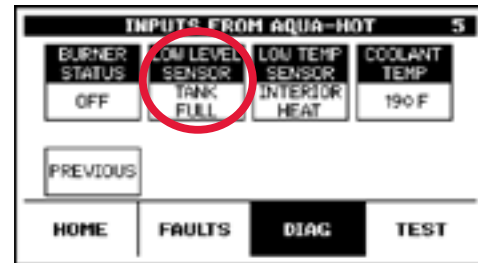 INPUTS FROM AQUA-HOT 5
BURNER STATUS
OFF
LOW LEVEL SENSOR
TANK FULL
LOW TEMP SENSOR
INTERIOR HEAT
COOLANT TEMP
190 F
PREVIOUS
HOME FAULTS DIAG TEST